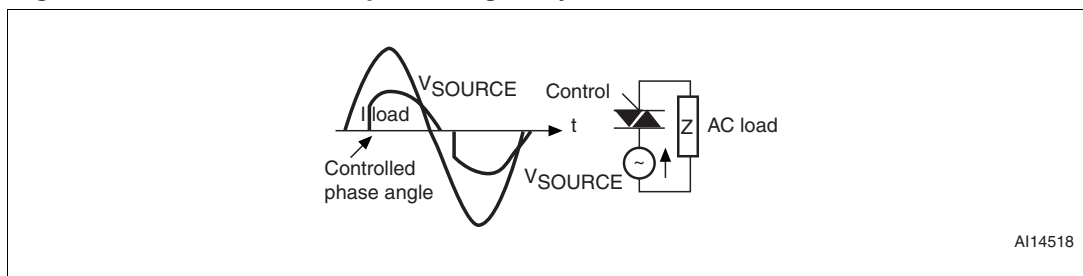 VSOURCE
Control
I load
t
Z
AC load
~
Controlled
phase angle
VSOURCE
AI14518